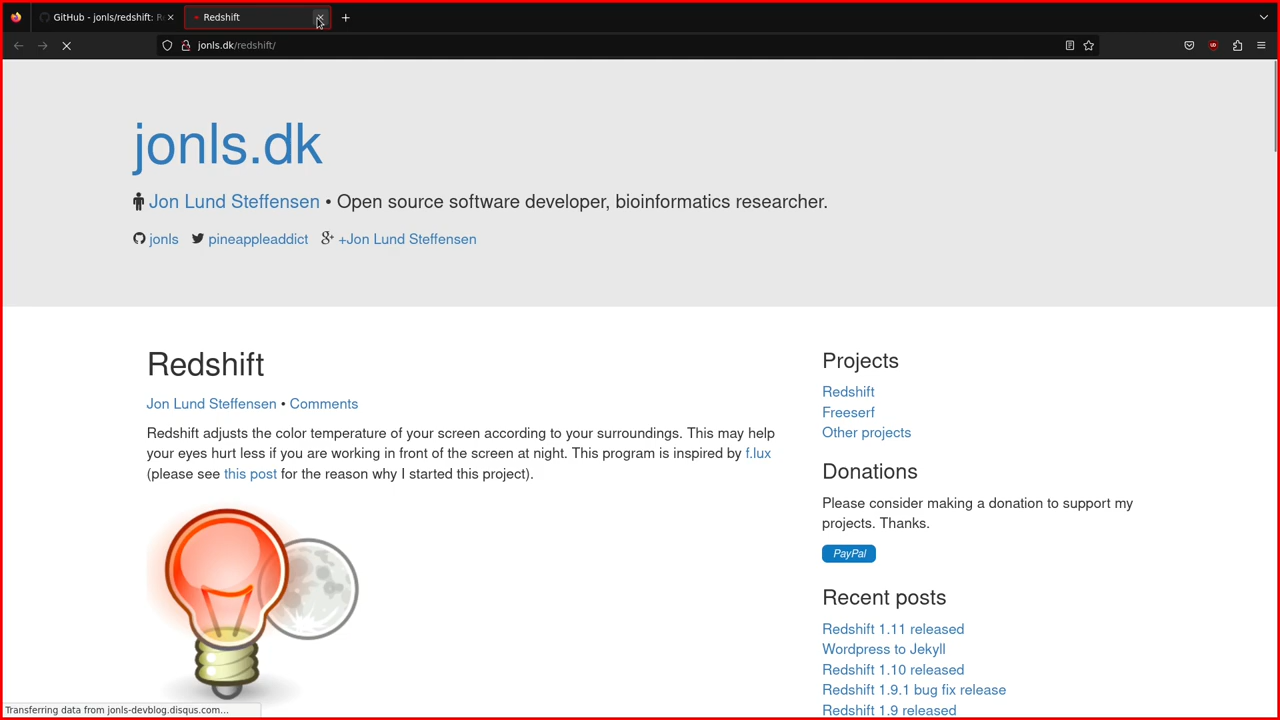 GitHub - jonls/redshift: Re
Redshift
jonls.dk/redshift/
jonls.dk
Jon Lund Steffensen • Open source software developer, bioinformatics researcher.
jonls pineappleaddict +Jon Lund Steffensen
Redshift
Jon Lund Steffensen • Comments
Redshift adjusts the color temperature of your screen according to your surroundings. This may help
your eyes hurt less if you are working in front of the screen at night. This program is inspired by f.lux
(please see this post for the reason why I started this project).
Projects
Redshift
Freeserf
Other projects
Donations
Please consider making a donation to support my
projects. Thanks.
PayPal
Recent posts
Redshift 1.11 released
Wordpress to Jekyll
Redshift 1.10 released
Redshift 1.9.1 bug fix release
Redshift 1.9 released
Transferring data from jonls-devblog.disqus.com...